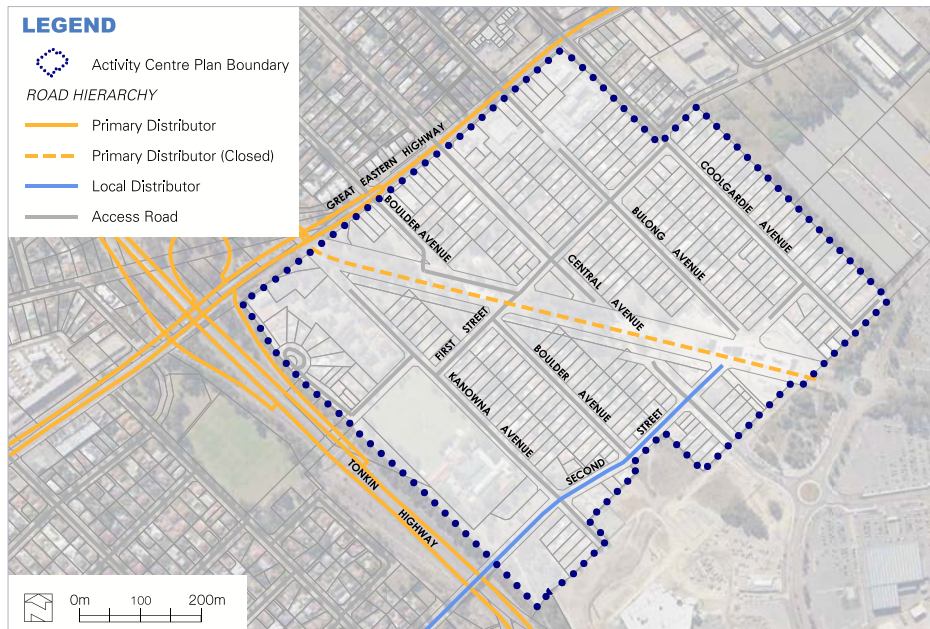 LEGEND
Activity Centre Plan Boundary
ROAD HIERARCHY
Primary Distributor
Primary Distributor (Closed)
Local Distributor
Access Road
GREAT EASTERN HIGHWAY
BOULDER AVENUE
COOLGARDIE AVENUE
BULONG AVENUE
CENTRAL AVENUE
FIRST STREET
BOULDER AVENUE
KANOWNA AVENUE
SECOND STREET
TONKIN HIGHWAY
0m 100 200m